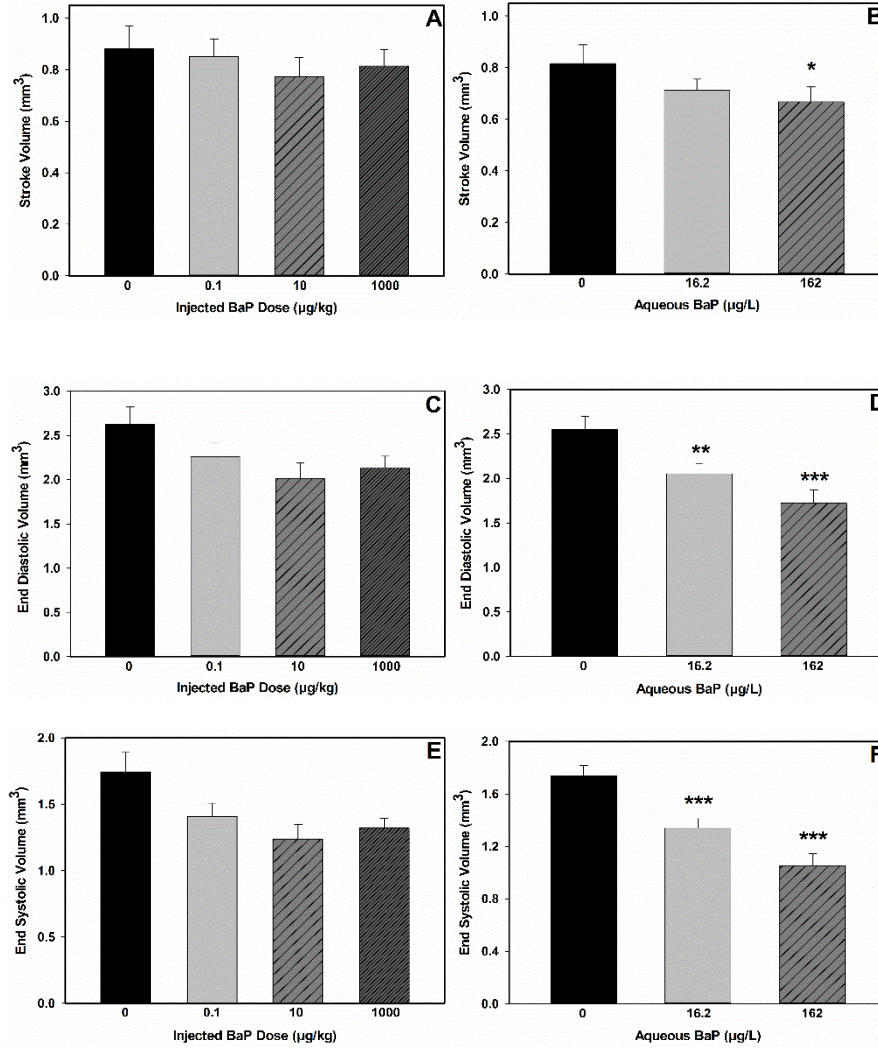 A
1.0
0.8
0.6
0.4
0.2
0.0
Stroke Volume (mm³)
0 0.1 10 1000
Injected BaP Dose (µg/kg)
B
1.0
0.8
0.6
0.4
0.2
0.0
Stroke Volume (mm³)
*
0 16.2 162
Aqueous BaP (µg/L)
C
3.0
2.5
2.0
1.5
1.0
0.5
0.0
End Diastolic Volume (mm³)
0 0.1 10 1000
Injected BaP Dose (µg/kg)
D
3.0
2.5
2.0
1.5
1.0
0.5
0.0
End Diastolic Volume (mm³)
**
***
0 16.2 162
Aqueous BaP (µg/L)
E
2.0
1.5
1.0
0.5
0.0
End Systolic Volume (mm³)
0 0.1 10 1000
Injected BaP Dose (µg/kg)
F
2.0
1.6
1.2
0.8
0.4
0.0
End Systolic Volume (mm³)
***
***
0 16.2 162
Aqueous BaP (µg/L)